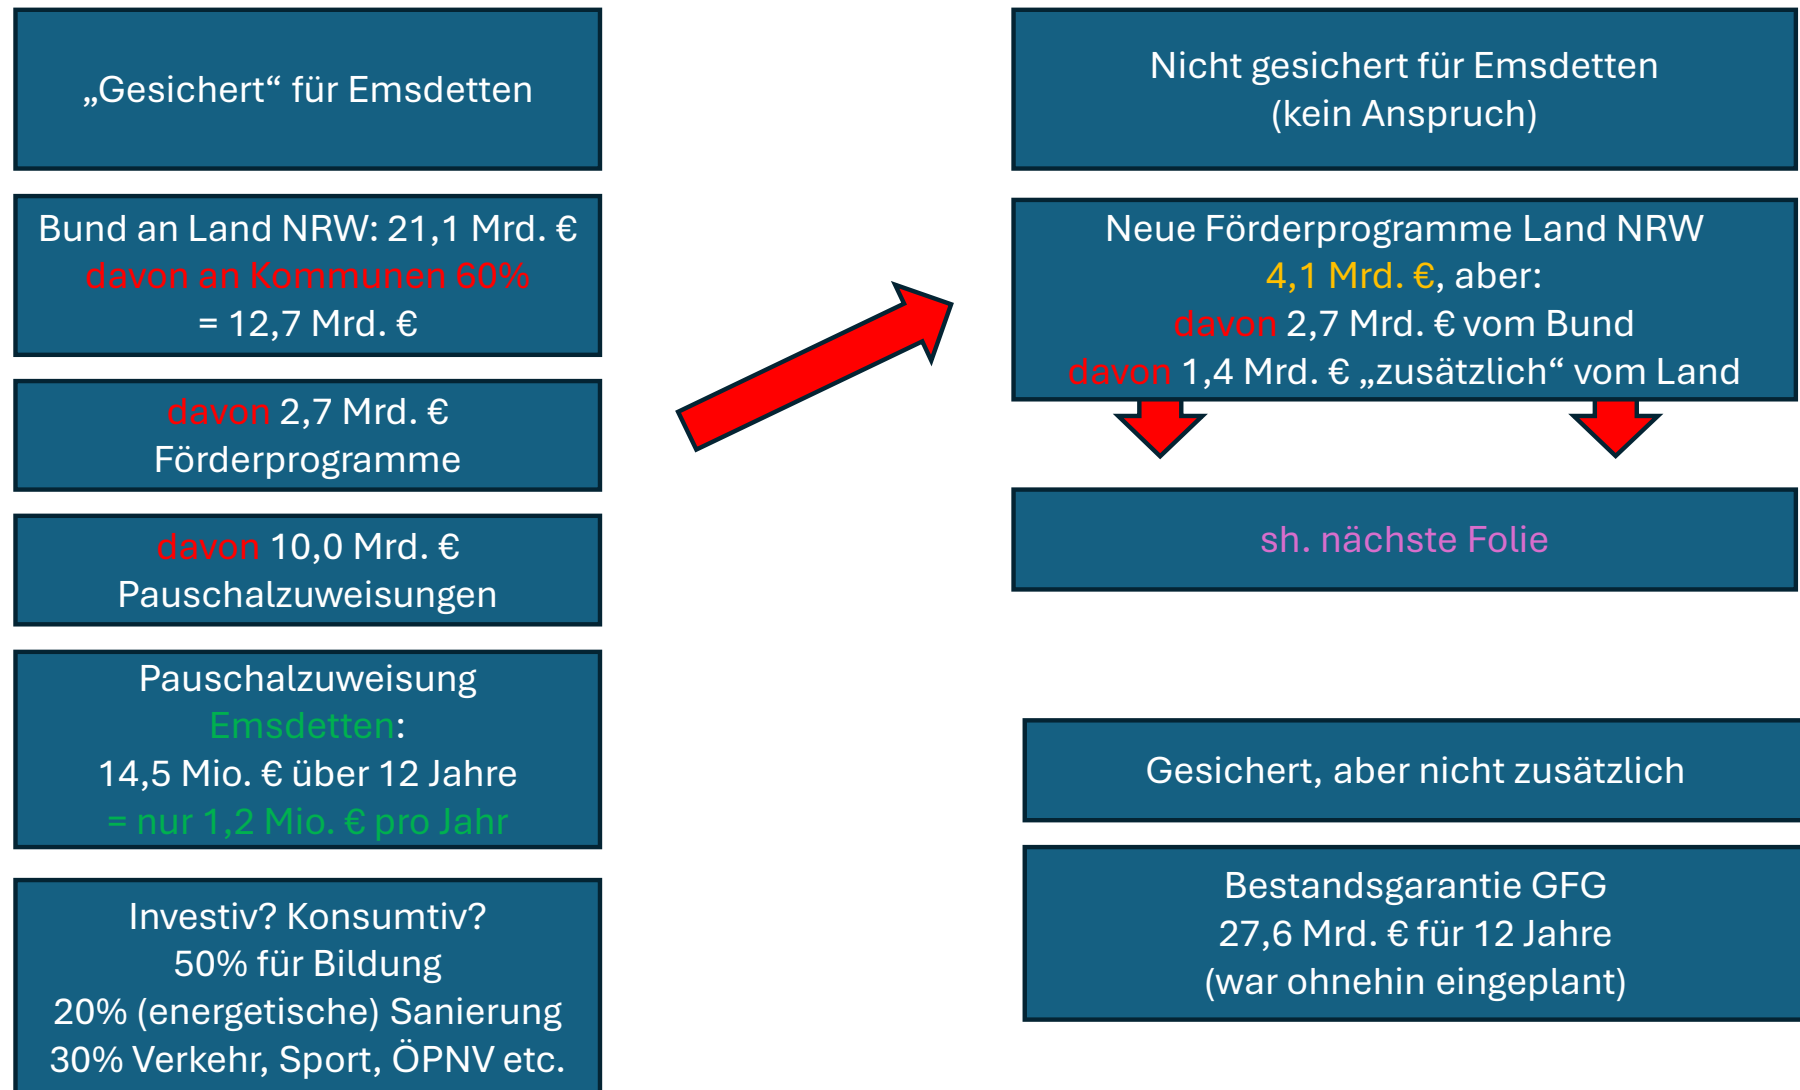 „Gesichert“ für Emsdetten
Bund an Land NRW: 21,1 Mrd. €
davon an Kommunen 60%
= 12,7 Mrd. €
davon 2,7 Mrd. €
Förderprogramme
davon 10,0 Mrd. €
Pauschalzuweisungen
Pauschalzuweisung
Emsdetten:
14,5 Mio. € über 12 Jahre
= nur 1,2 Mio. € pro Jahr
Investiv? Konsumtiv?
50% für Bildung
20% (energetische) Sanierung
30% Verkehr, Sport, ÖPNV etc.
Nicht gesichert für Emsdetten
(kein Anspruch)
Neue Förderprogramme Land NRW
4,1 Mrd. €, aber:
davon 2,7 Mrd. € vom Bund
davon 1,4 Mrd. € „zusätzlich“ vom Land
sh. nächste Folie
Gesichert, aber nicht zusätzlich
Bestandsgarantie GFG
27,6 Mrd. € für 12 Jahre
(war ohnehin eingeplant)